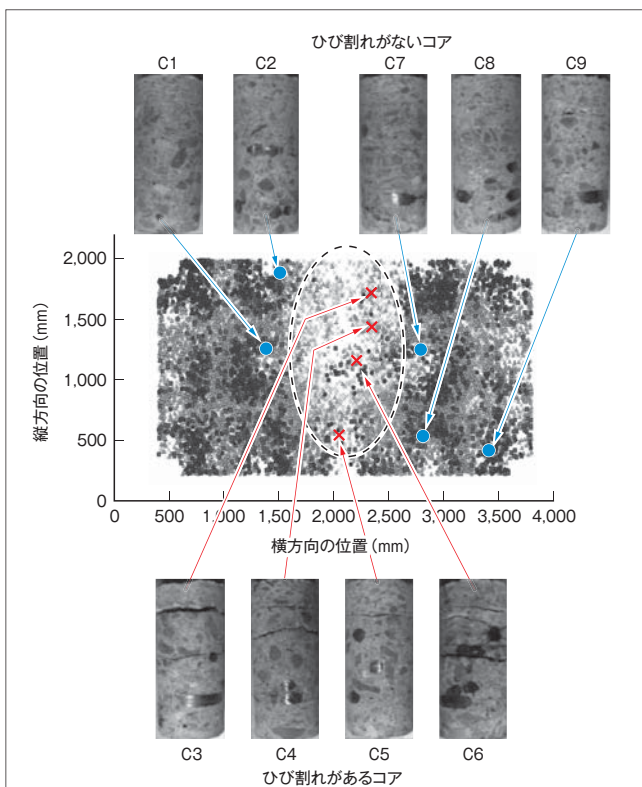 ひび割れがないコア
C1
C2
C7
C8
C9
2,000
1,500
1,000
500
0
縦方向の位置（mm）
0
500
1,000
1,500
2,000
2,500
3,000
3,500
4,000
横方向の位置（mm）
C3
C4
C5
C6
ひび割れがあるコア